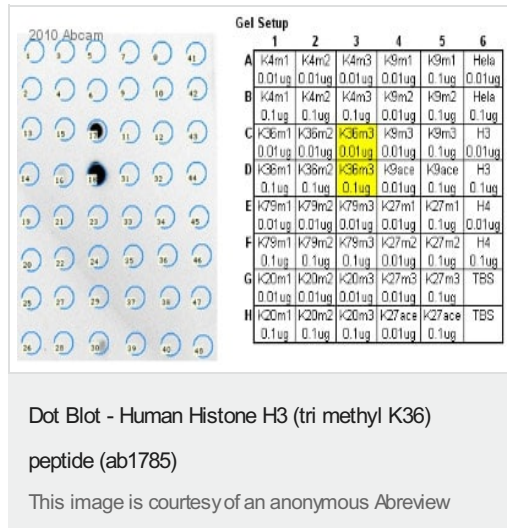 2010 Abcam
1 3 5 7 9 41
2 4 6 8 10 42
13 15 17 11 12 43
14 16 18 31 32 44
19 21 23 33 34 45
20 22 24 35 36 46
25 27 29 37 38 47
26 28 30 39 40 48
Gel Setup
1 2 3 4 5 6
A K4m1 K4m2 K4m3 K9m1 K9m1 Hela
0.01ug 0.01ug 0.01ug 0.01ug 0.1ug 0.01ug
B K4m1 K4m2 K4m3 K9m2 K9m2 Hela
0.1ug 0.1ug 0.1ug 0.01ug 0.1ug 0.1ug
C K36m1 K36m2 K36m3 K9m3 K9m3 H3
0.01ug 0.01ug 0.01ug 0.01ug 0.1ug 0.01ug
D K36m1 K36m2 K36m3 K9ace K9ace H3
0.1ug 0.1ug 0.1ug 0.01ug 0.1ug 0.1ug
E K79m1 K79m2 K79m3 K27m1 K27m1 H4
0.01ug 0.01ug 0.01ug 0.01ug 0.1ug 0.01ug
F K79m1 K79m2 K79m3 K27m2 K27m2 H4
0.1ug 0.1ug 0.1ug 0.01ug 0.1ug 0.1ug
G K20m1 K20m2 K20m3 K27m3 K27m3 TBS
0.01ug 0.01ug 0.01ug 0.01ug 0.1ug
H K20m1 K20m2 K20m3 K27ace K27ace TBS
0.1ug 0.1ug 0.1ug 0.01ug 0.1ug
Dot Blot - Human Histone H3 (tri methyl K36)
peptide (ab1785)
This image is courtesy of an anonymous Abreview